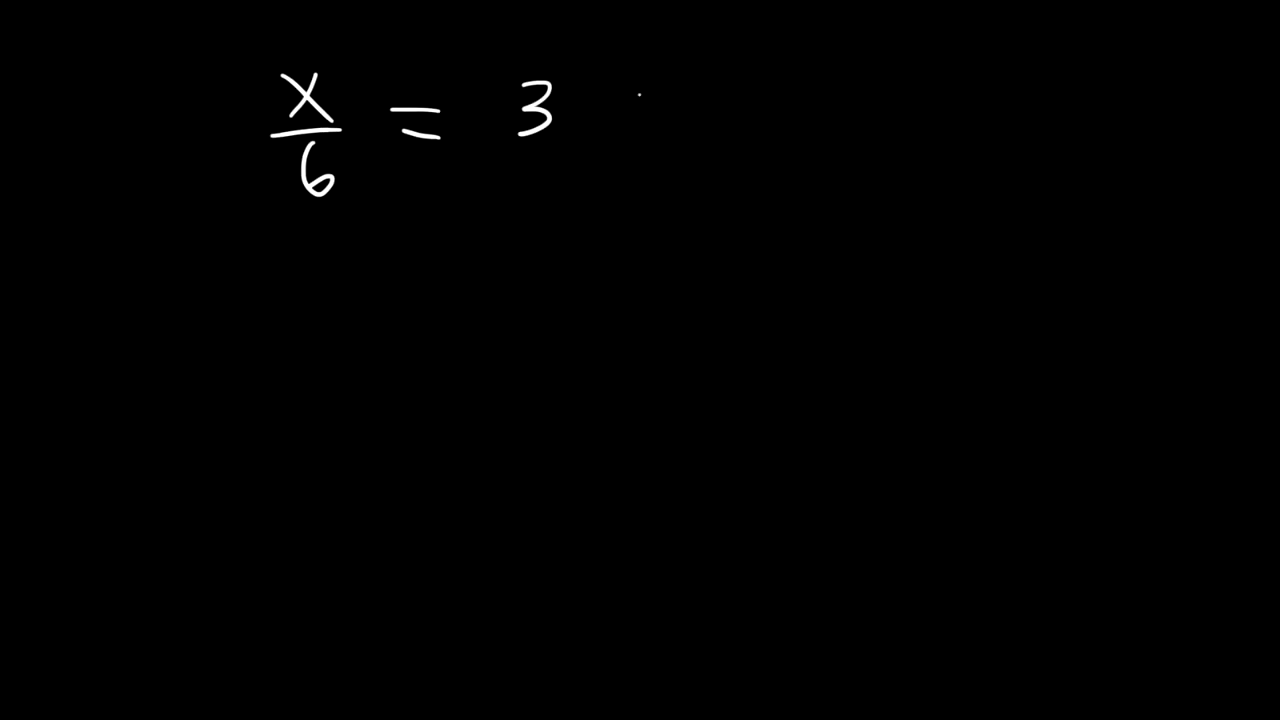 x/6 = 3